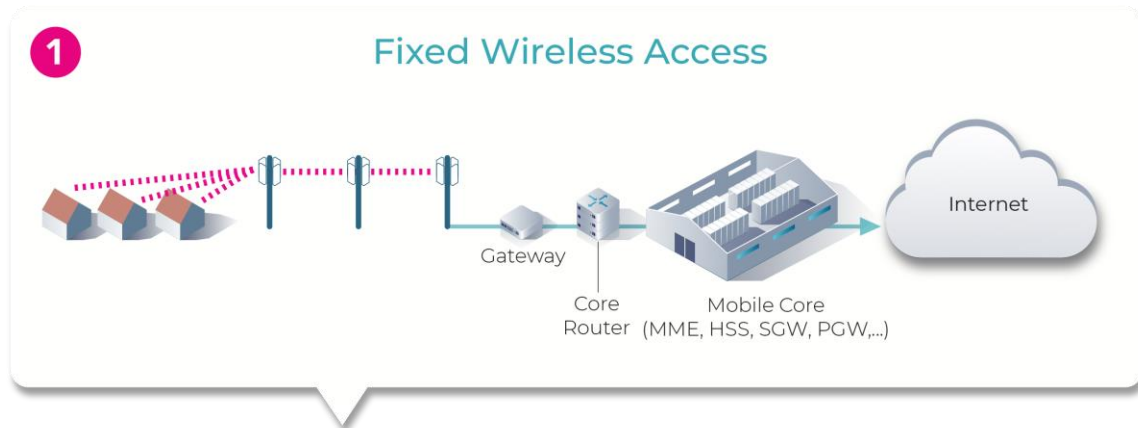 1
Fixed Wireless Access
Internet
Gateway
Core
Router
Mobile Core
(MME, HSS, SGW, PGW,...)